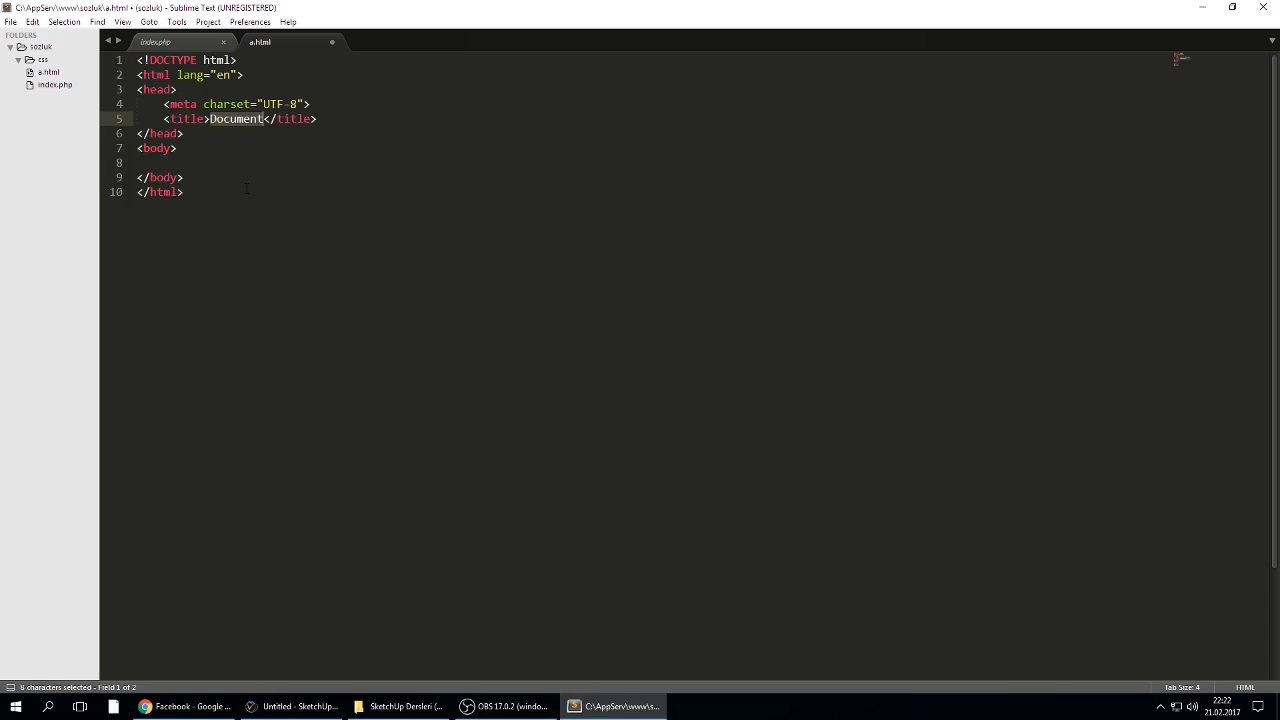 C:\AppServ\www\sozluk\a.html • (sozluk) - Sublime Text (UNREGISTERED)
File Edit Selection Find View Goto Tools Project Preferences Help
FOLDERS
sozluk
css
a.html
index.php
index.php
a.html
1 <!DOCTYPE html>
2 <html lang="en">
3 <head>
4 <meta charset="UTF-8">
5 <title>Document</title>
6 </head>
7 <body>
8
9 </body>
10 </html>
8 characters selected - Field 1 of 2
Tab Size: 4
HTML
Facebook - Google ...
Untitled - SketchUp...
SketchUp Dersleri (...
OBS 17.0.2 (windo...
C:\AppServ\www\s...
22:22
21.02.2017